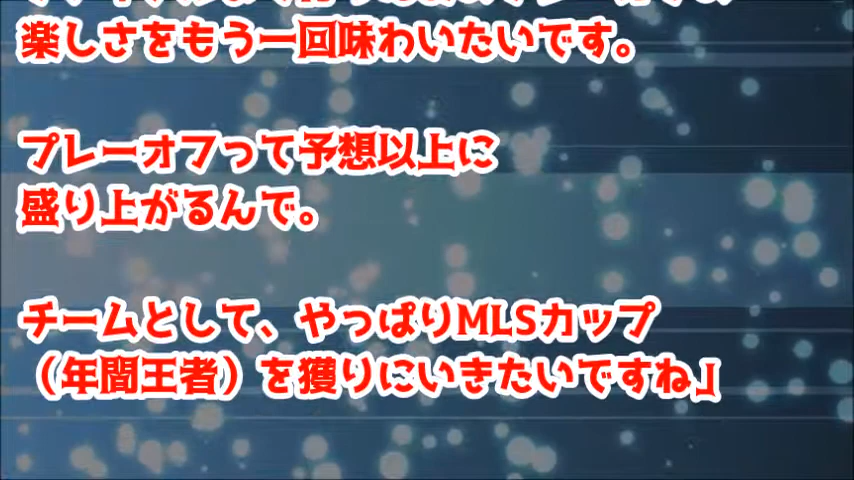 楽しさをもう一回味わいたいです。
プレーオフって予想以上に
盛り上がるんで。
チームとして、やっぱりMLSカップ
（年間王者）を獲りにいきたいですね』